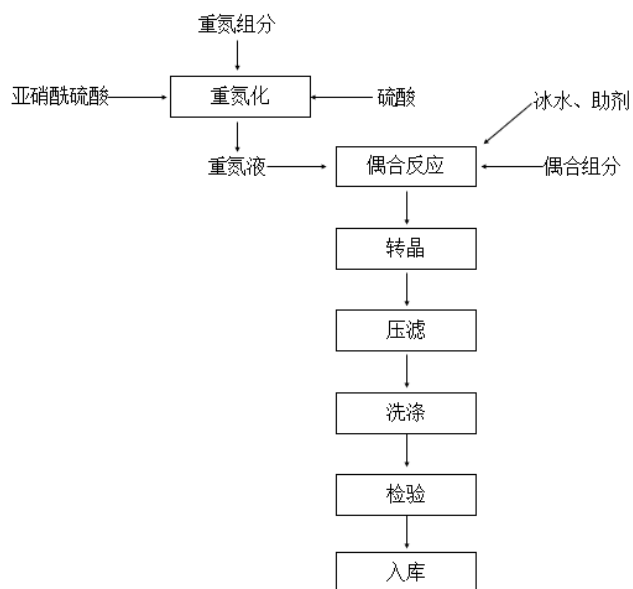 重氮组分
亚硝酰硫酸
重氮化
硫酸
冰水、助剂
重氮液
偶合反应
偶合组分
转晶
压滤
洗涤
检验
入库